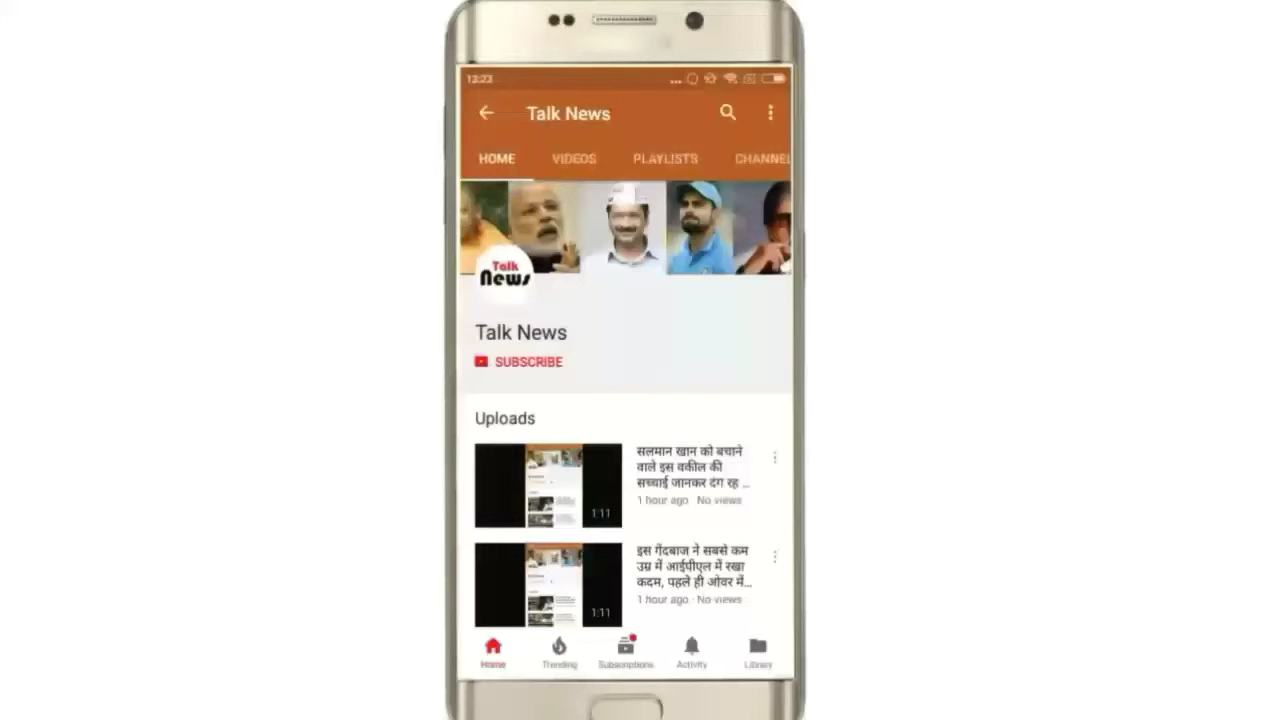 13:23
Talk News
HOME VIDEOS PLAYLISTS CHANNEL
Talk
News
Talk News
SUBSCRIBE
Uploads
सलमान खान को बचाने
वाले इस वकील की
सच्चाई जानकर दंग रह ...
1 hour ago · No views
1:11
इस गेंदबाज ने सबसे कम
उम्र में आईपीएल में रखा
कदम, पहले ही ओवर में...
1 hour ago · No views
1:11
Home Trending Subscriptions Activity Library